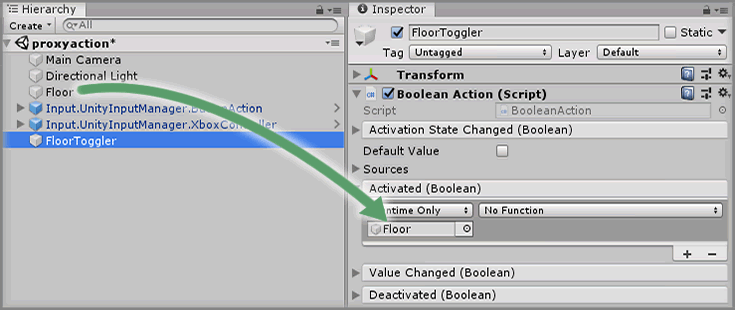 Hierarchy
Create
All
proxyaction*
Main Camera
Directional Light
Floor
Input.UnityInputManager.
Action
Input.UnityInputManager.XboxController
FloorToggler
Inspector
FloorToggler
Static
Tag Untagged Layer Default
Transform
Boolean Action (Script)
Script BooleanAction
Activation State Changed (Boolean)
Default Value
Sources
Activated (Boolean)
ntime Only No Function
Floor
+ −
Value Changed (Boolean)
Deactivated (Boolean)